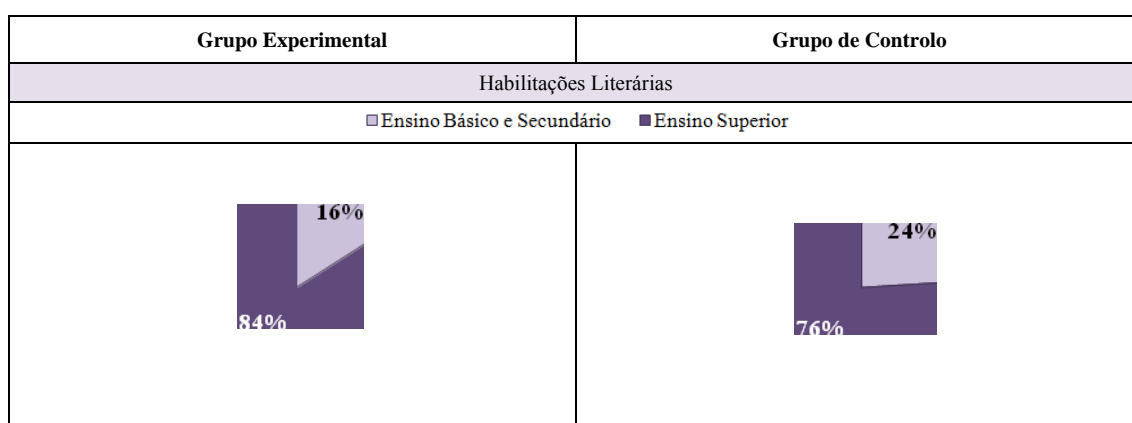 Grupo Experimental
Grupo de Controlo
Habilitações Literárias
Ensino Básico e Secundário Ensino Superior
16%
84%
24%
76%